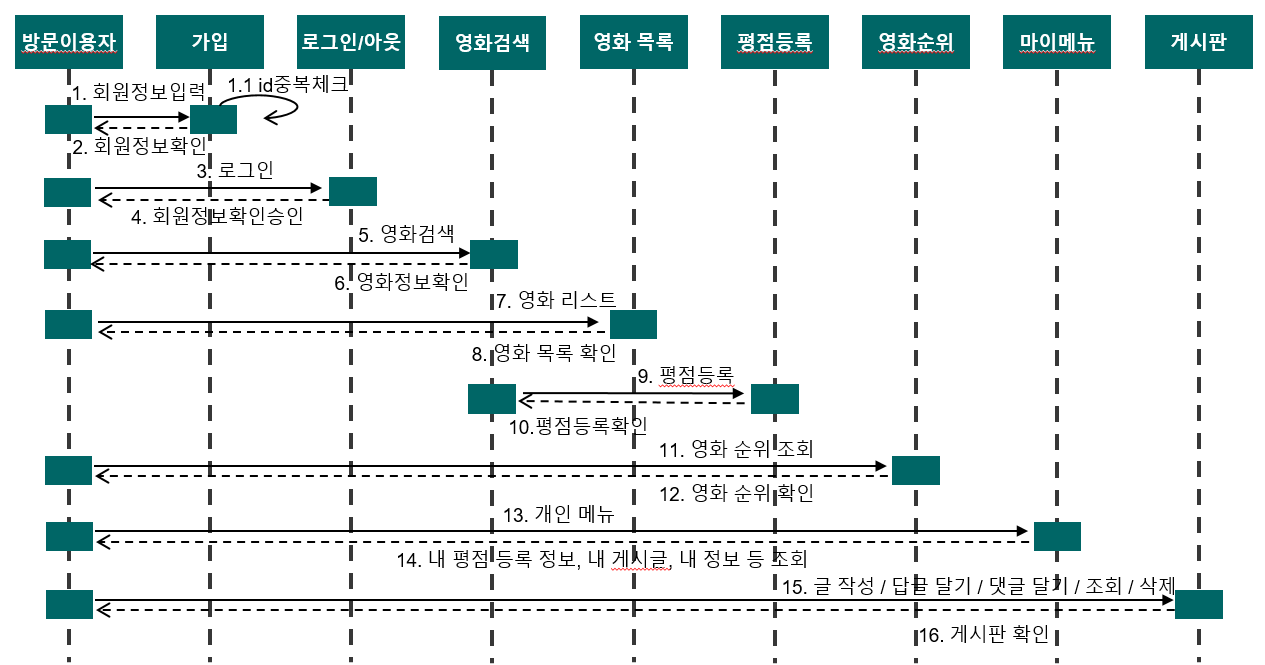 방문이용자
가입
로그인/아웃
영화검색
영화 목록
평점등록
영화순위
마이메뉴
게시판
1.1 id중복체크
1. 회원정보입력
2. 회원정보확인
3. 로그인
4. 회원정보확인승인
5. 영화검색
6. 영화정보확인
7. 영화 리스트
8. 영화 목록 확인
9. 평점등록
10.평점등록확인
11. 영화 순위 조회
12. 영화 순위 확인
13. 개인 메뉴
14. 내 평점 등록 정보, 내 게시글, 내 정보 등 조회
15. 글 작성 / 답글 달기 / 댓글 달기 / 조회 / 삭제
16. 게시판 확인